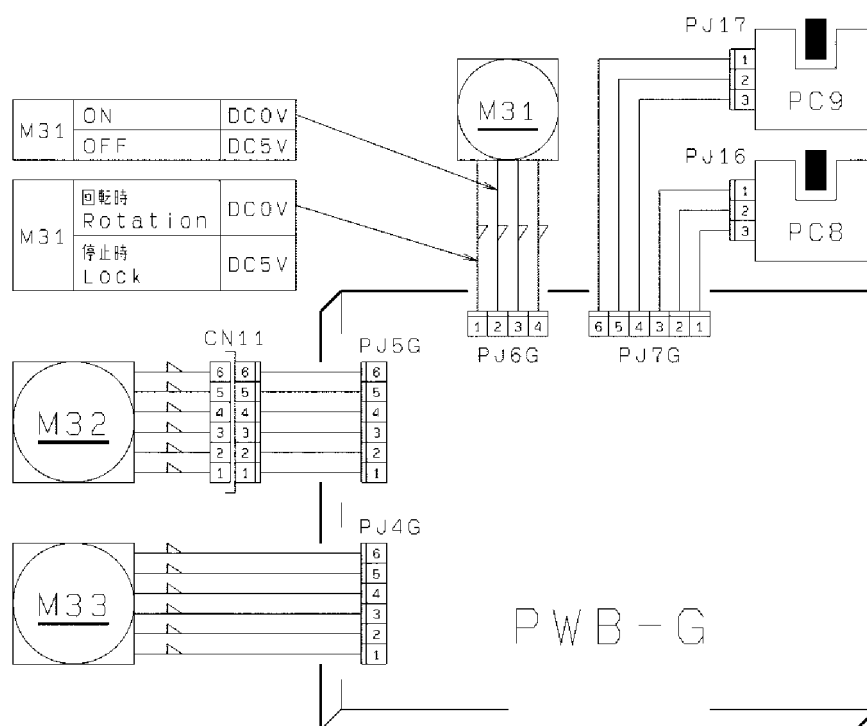 PJ17
1
2
3
PC9
M31
M31 ON DC0V
OFF DC5V
PJ16
1
2
3
PC8
M31 回転時 DC0V
Rotation
停止時 DC5V
Lock
1 2 3 4
6 5 4 3 2 1
PJ6G
PJ7G
CN11
PJ5G
M32
6 6 6
5 5 5
4 4 4
3 3 3
2 2 2
1 1 1
PJ4G
M33
6
5
4
3
2
1
PWB-G